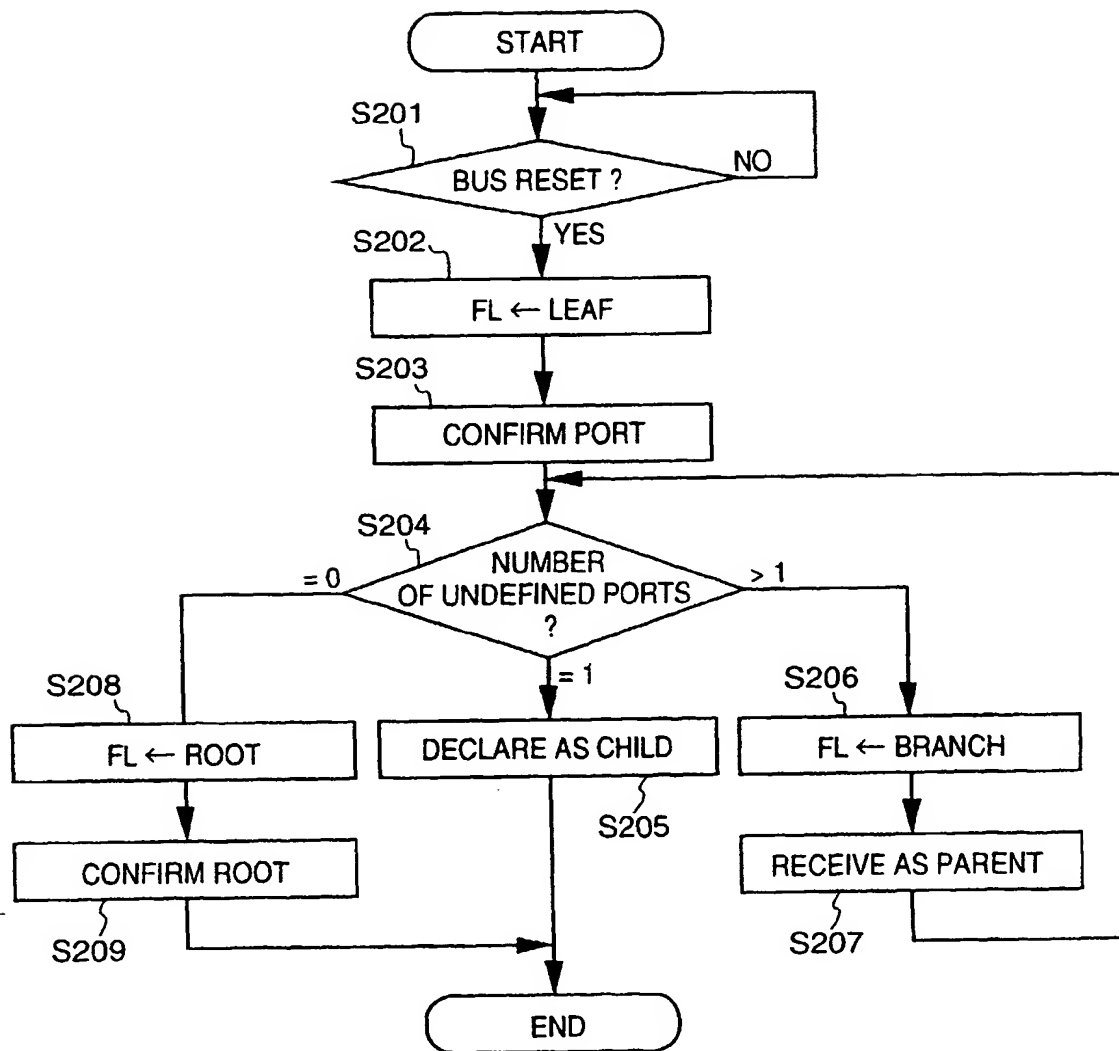 START
S201
BUS RESET ?
NO
YES
S202
FL ← LEAF
S203
CONFIRM PORT
S204
NUMBER
OF UNDEFINED PORTS
?
= 0
> 1
= 1
S208
FL ← ROOT
DECLARE AS CHILD
S205
S206
FL ← BRANCH
CONFIRM ROOT
S209
RECEIVE AS PARENT
S207
END